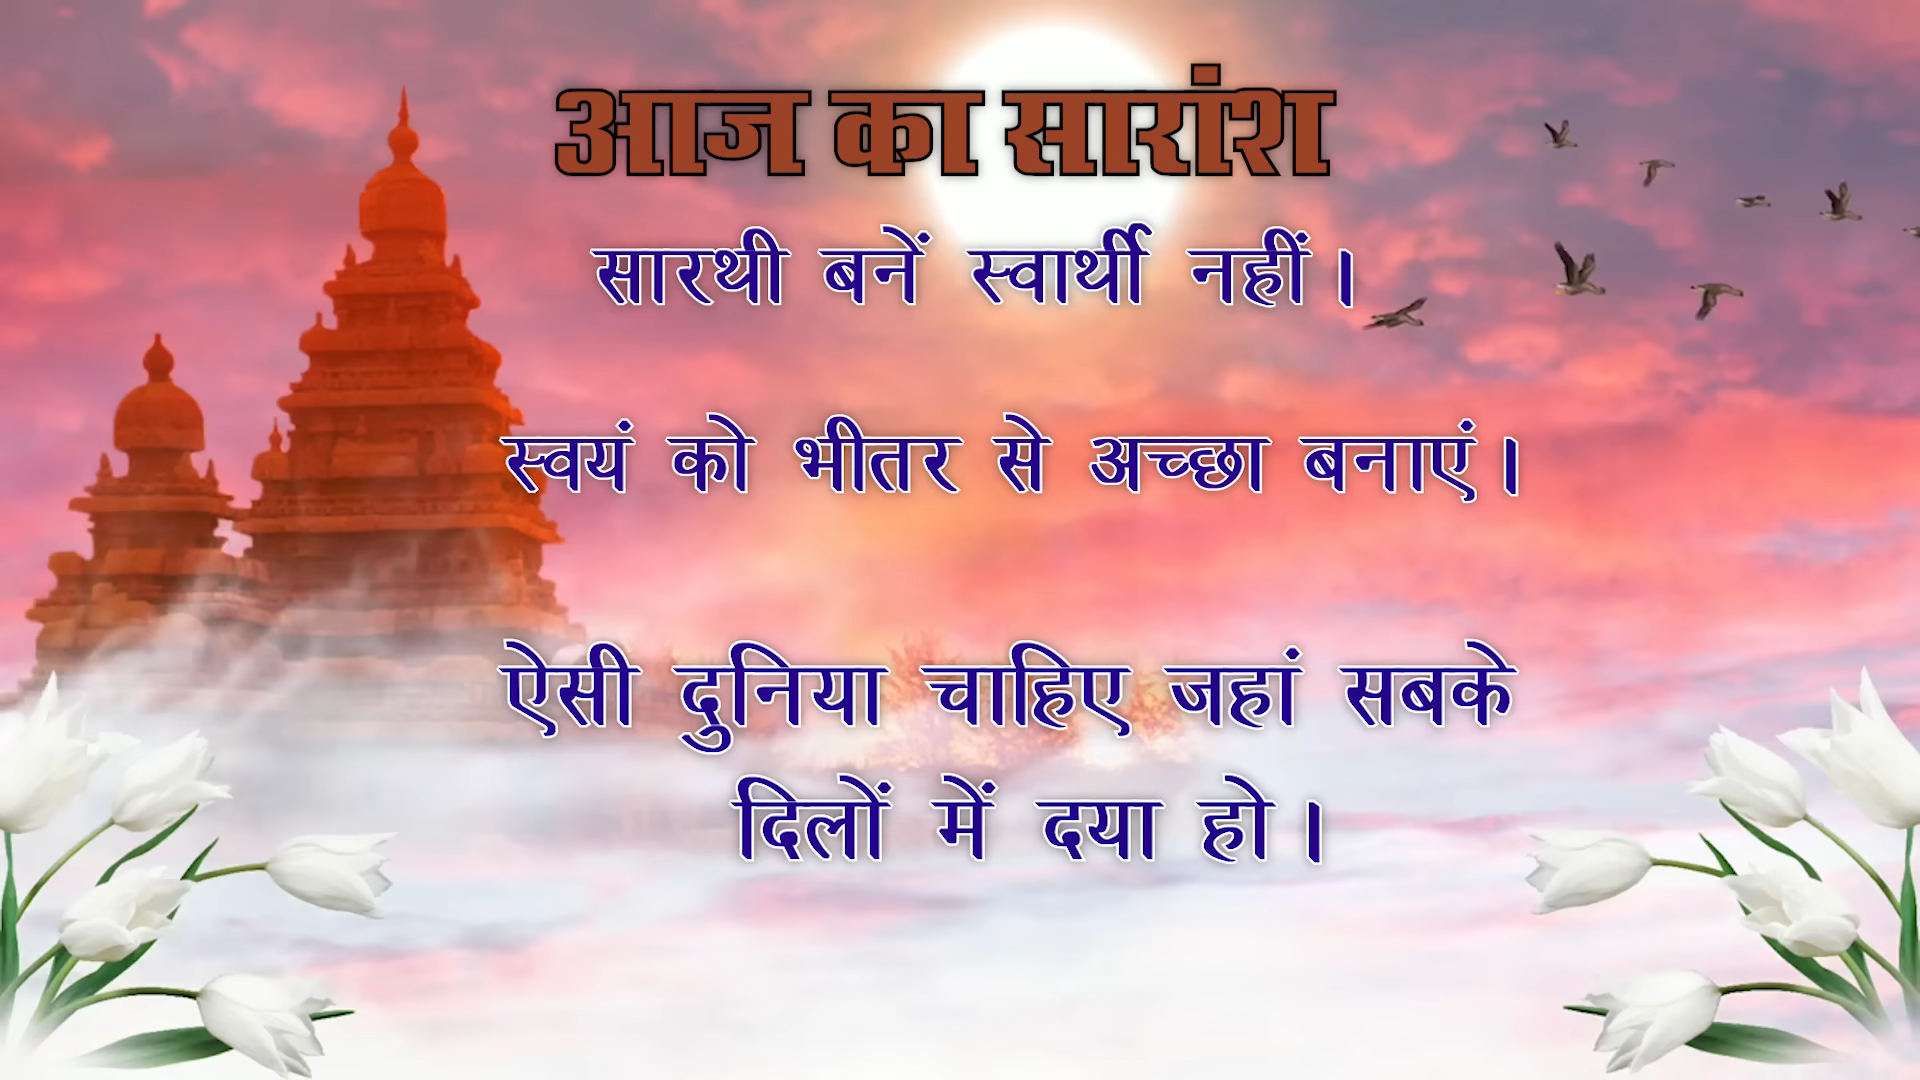 आज का सारांश
सारथी बनें स्वार्थी नहीं।
स्वयं को भीतर से अच्छा बनाएं।
ऐसी दुनिया चाहिए जहां सबके
दिलों में दया हो।